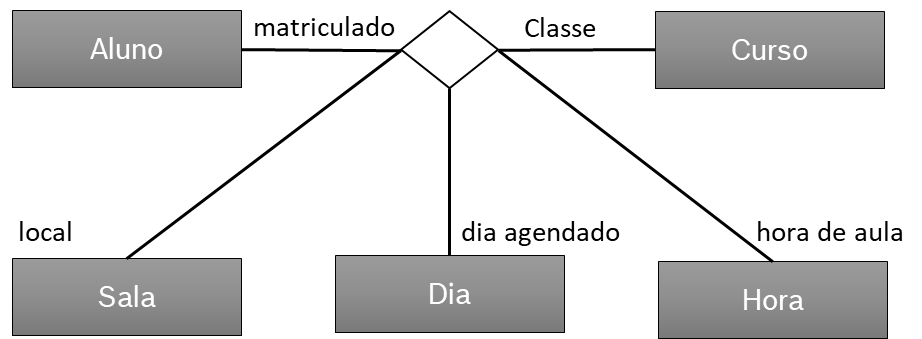 matriculado
Classe
Aluno
Curso
local
dia agendado
hora de aula
Sala
Dia
Hora